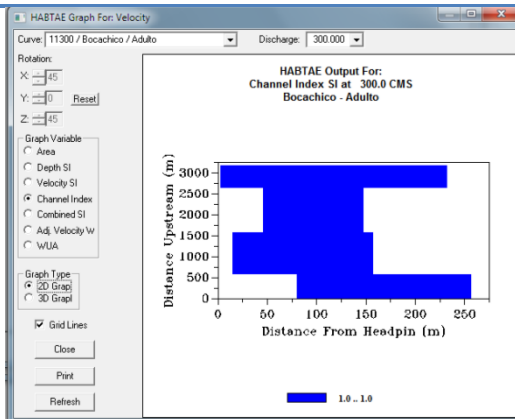 HABTAE Graph For: Velocity
Curve: 11300 / Bocachico / Adulto
Discharge: 300.000
Rotation:
X: 45
Y: 0 Reset
Z: 45
Graph Variable
Area
Depth SI
Velocity SI
Channel Index
Combined SI
Adj. Velocity W
WUA
Graph Type
2D Grap
3D Grapl
Grid Lines
Close
Print
Refresh
HABTAE Output For:
Channel Index SI at 300.0 CMS
Bocachico - Adulto
Distance Upstream (m)
3000
2500
2000
1500
1000
500
0
0 50 100 150 200 250
Distance From Headpin (m)
1.0 .. 1.0